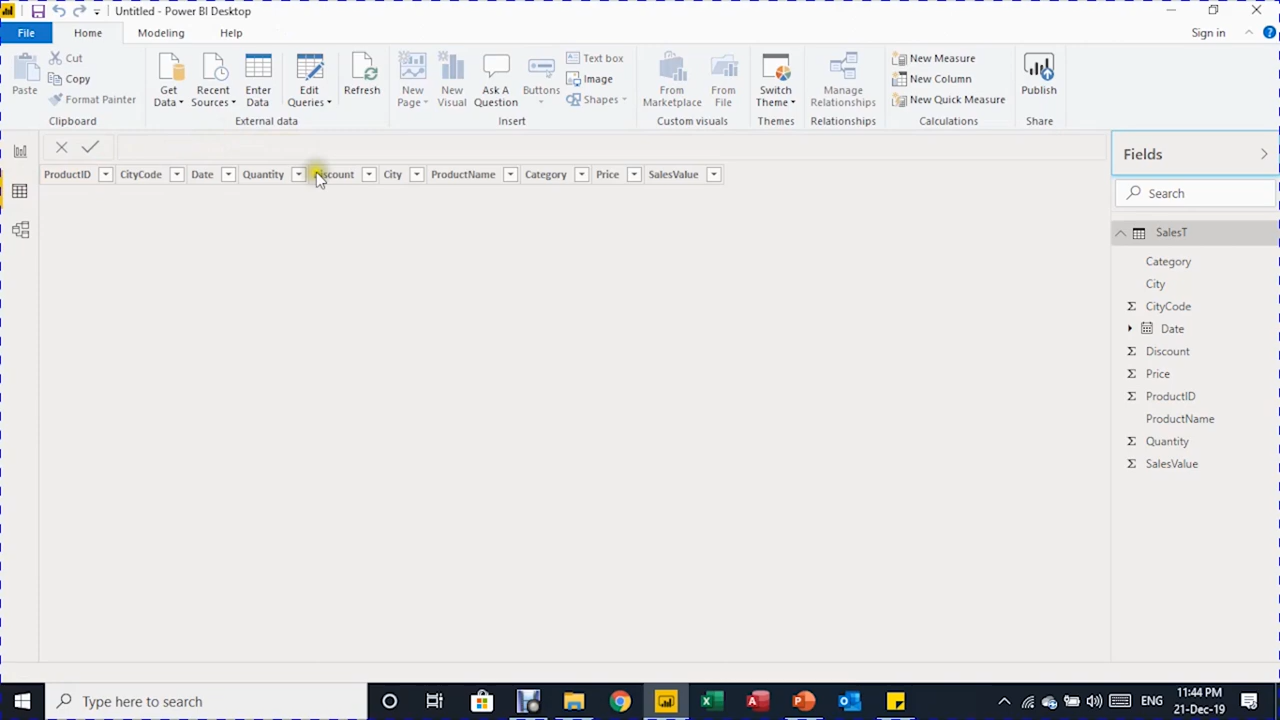 Untitled - Power BI Desktop
File Home Modeling Help Sign in
Paste Cut Copy Format Painter
Clipboard
Get Data Recent Sources Enter Data Edit Queries Refresh
External data
New Page New Visual Ask A Question Buttons Text box Image Shapes
Insert
From Marketplace From File
Custom visuals
Switch Theme
Themes
Manage Relationships
Relationships
New Measure New Column New Quick Measure
Calculations
Publish
Share
ProductID CityCode Date Quantity Discount City ProductName Category Price SalesValue
Fields
Search
SalesT
Category
City
CityCode
Date
Discount
Price
ProductID
ProductName
Quantity
SalesValue
Type here to search
ENG
11:44 PM
21-Dec-19